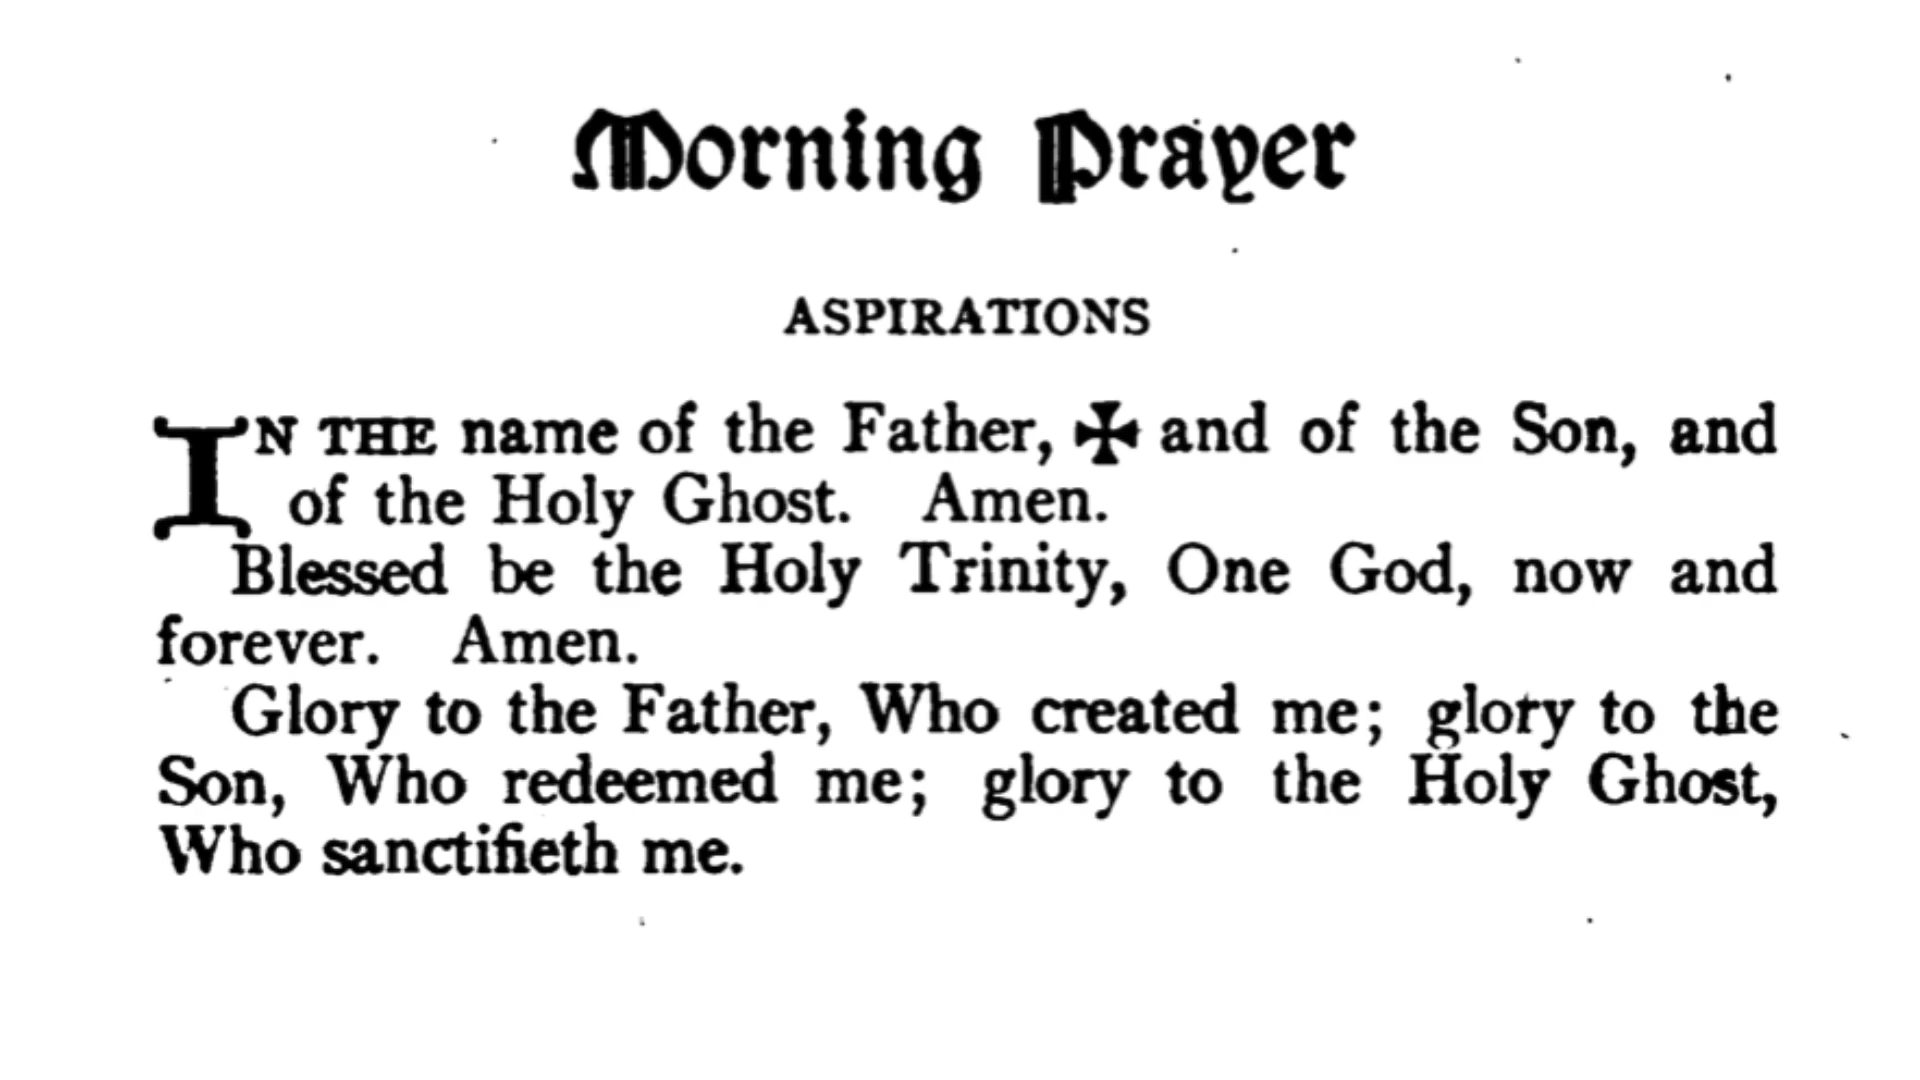 Morning Prayer
ASPIRATIONS
IN THE name of the Father, ✠ and of the Son, and
of the Holy Ghost. Amen.
Blessed be the Holy Trinity, One God, now and
forever. Amen.
Glory to the Father, Who created me; glory to the
Son, Who redeemed me; glory to the Holy Ghost,
Who sanctifieth me.